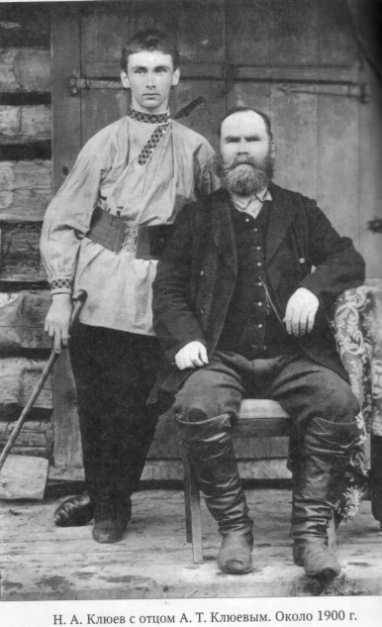 Н. А. Клюев с отцом А. Т. Клюевым. Около 1900 г.